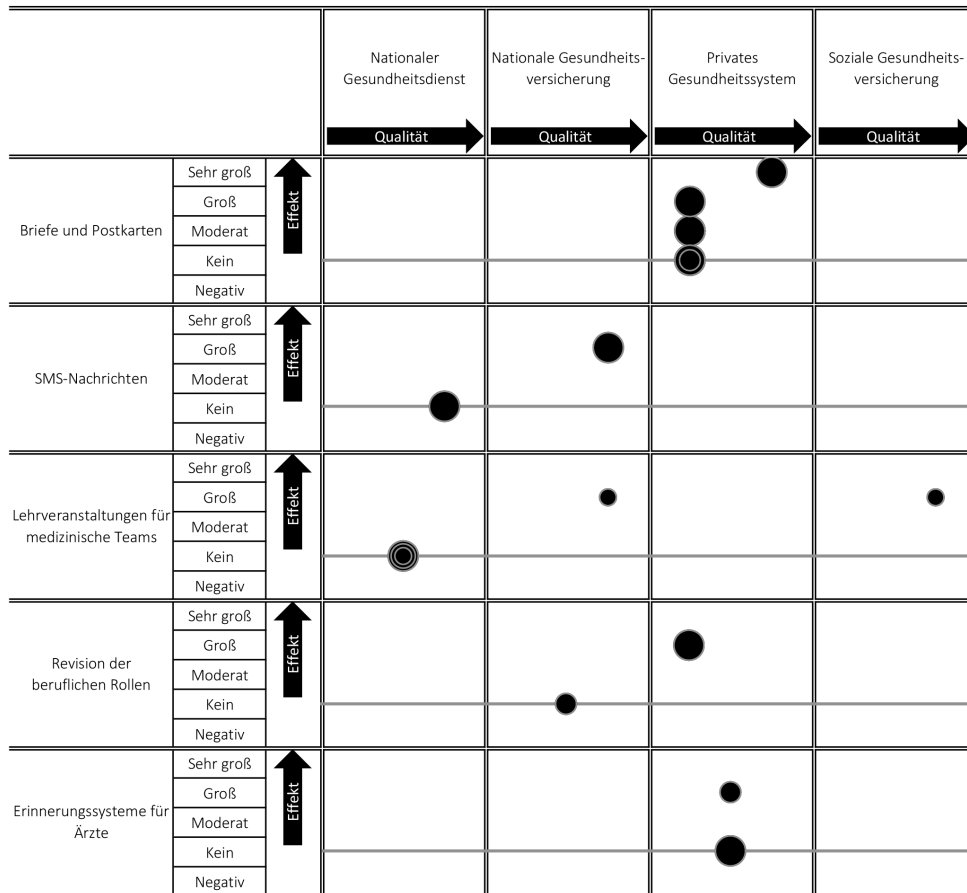 Nationaler
Gesundheitsdienst
Nationale Gesundheits-
versicherung
Privates
Gesundheitssystem
Soziale Gesundheits-
versicherung
Qualität
Qualität
Qualität
Qualität
Briefe und Postkarten
Sehr groß
Groß
Moderat
Kein
Negativ
Effekt
SMS-Nachrichten
Sehr groß
Groß
Moderat
Kein
Negativ
Effekt
Lehrveranstaltungen für
medizinische Teams
Sehr groß
Groß
Moderat
Kein
Negativ
Effekt
Revision der
beruflichen Rollen
Sehr groß
Groß
Moderat
Kein
Negativ
Effekt
Erinnerungssysteme für
Ärzte
Sehr groß
Groß
Moderat
Kein
Negativ
Effekt